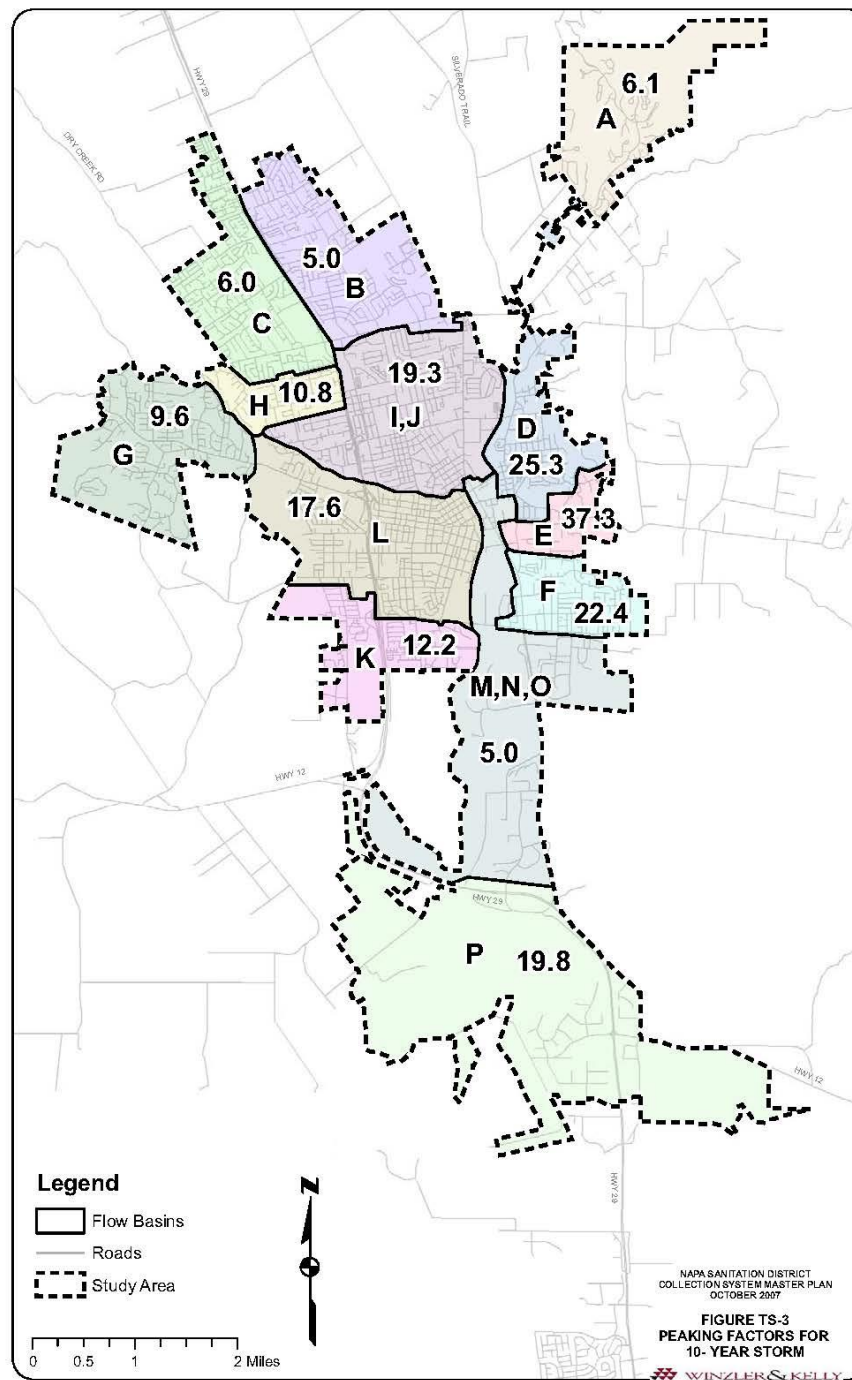 HWY 29
SILVERADO TRAIL
DRY CREEK RD
6.1
A
5.0
B
6.0
C
19.3
I,J
10.8
H
9.6
G
D
25.3
37.3
E
17.6
L
F
22.4
K
12.2
M,N,O
5.0
HWY 12
HWY 29
P
19.8
HWY 12
HWY 29
Legend
Flow Basins
Roads
Study Area
N
0 0.5 1 2 Miles
NAPA SANITATION DISTRICT
COLLECTION SYSTEM MASTER PLAN
OCTOBER 2007
FIGURE TS-3
PEAKING FACTORS FOR
10- YEAR STORM
WINZLER & KELLY